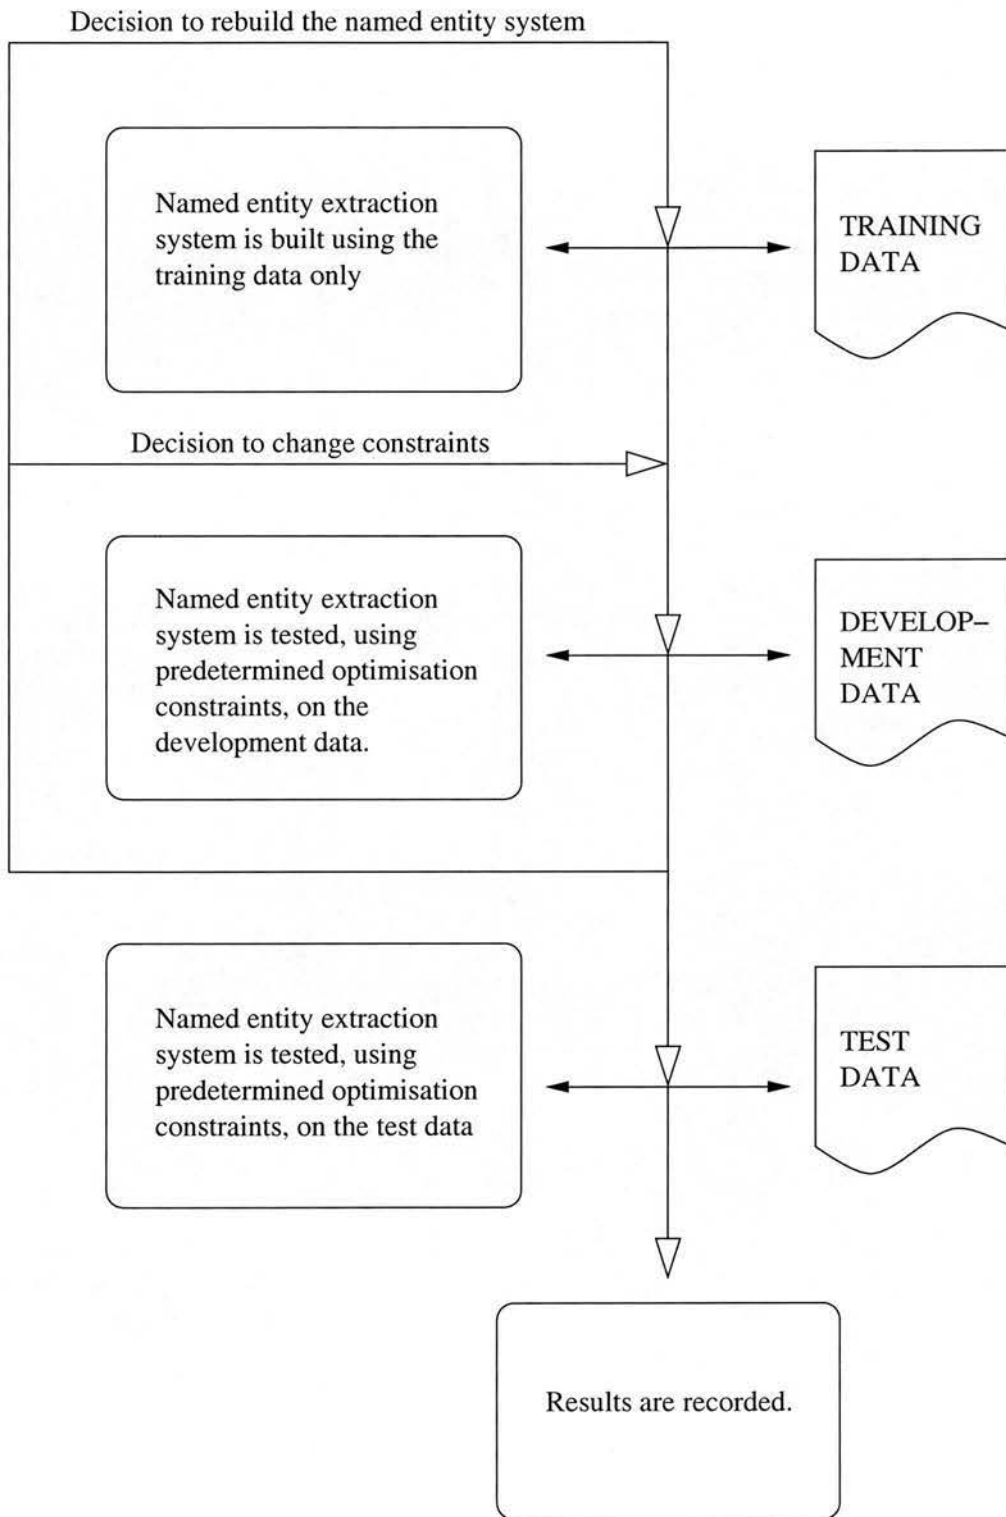 Decision to rebuild the named entity system
Named entity extraction
system is built using the
training data only
TRAINING
DATA
Decision to change constraints
Named entity extraction
system is tested, using
predetermined optimisation
constraints, on the
development data.
DEVELOP–
MENT
DATA
Named entity extraction
system is tested, using
predetermined optimisation
constraints, on the test data
TEST
DATA
Results are recorded.